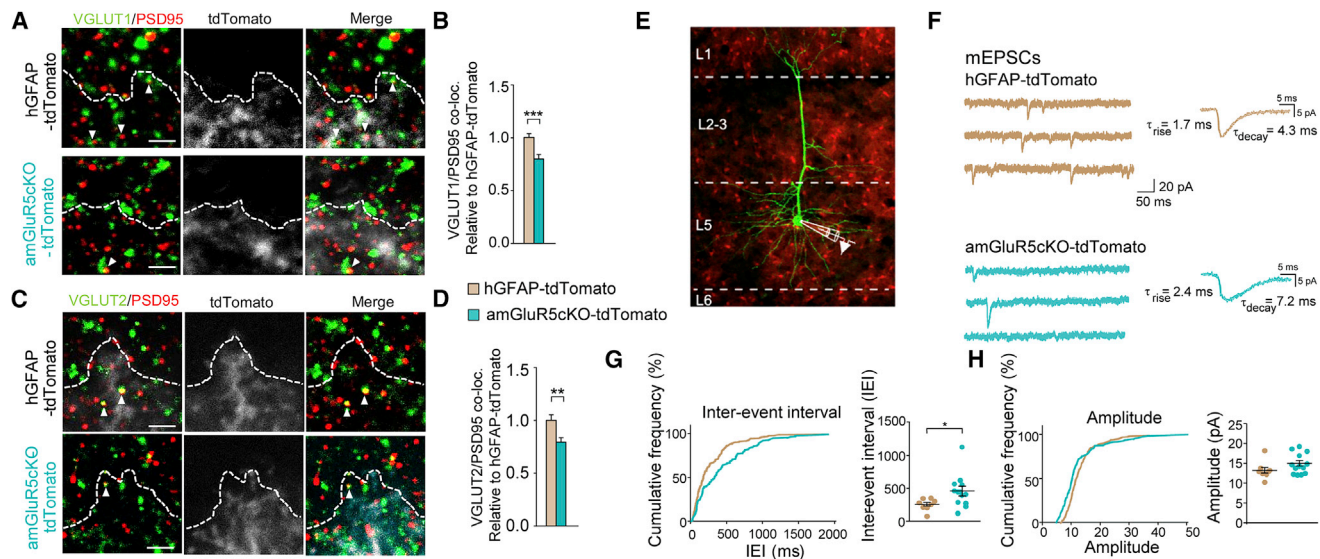 A
VGLUT1/PSD95
tdTomato
Merge
hGFAP
-tdTomato
amGluR5cKO
-tdTomato
B
VGLUT1/PSD95 co-loc.
Relative to hGFAP-tdTomato
1.5
1.0
0.5
0.0
***
hGFAP-tdTomato
amGluR5cKO-tdTomato
C
VGLUT2/PSD95
tdTomato
Merge
hGFAP
-tdTomato
amGluR5cKO
tdTomato
D
VGLUT2/PSD95 co-loc.
Relative to hGFAP-tdTomato
1.5
1.0
0.5
0.0
**
E
L1
L2-3
L5
L6
F
mEPSCs
hGFAP-tdTomato
5 ms
5 pA
τrise= 1.7 ms
τdecay= 4.3 ms
20 pA
50 ms
amGluR5cKO-tdTomato
5 ms
5 pA
τrise= 2.4 ms
τdecay= 7.2 ms
G
Cumulative frequency (%)
Inter-event interval
100
50
0
0 500 1000 1500 2000
IEI (ms)
Interevent interval (IEI)
1500
1000
500
0
*
H
Cumulative frequency (%)
Amplitude
100
50
0
0 10 20 30 40 50
Amplitude
Amplitude (pA)
25
20
15
10
5
0